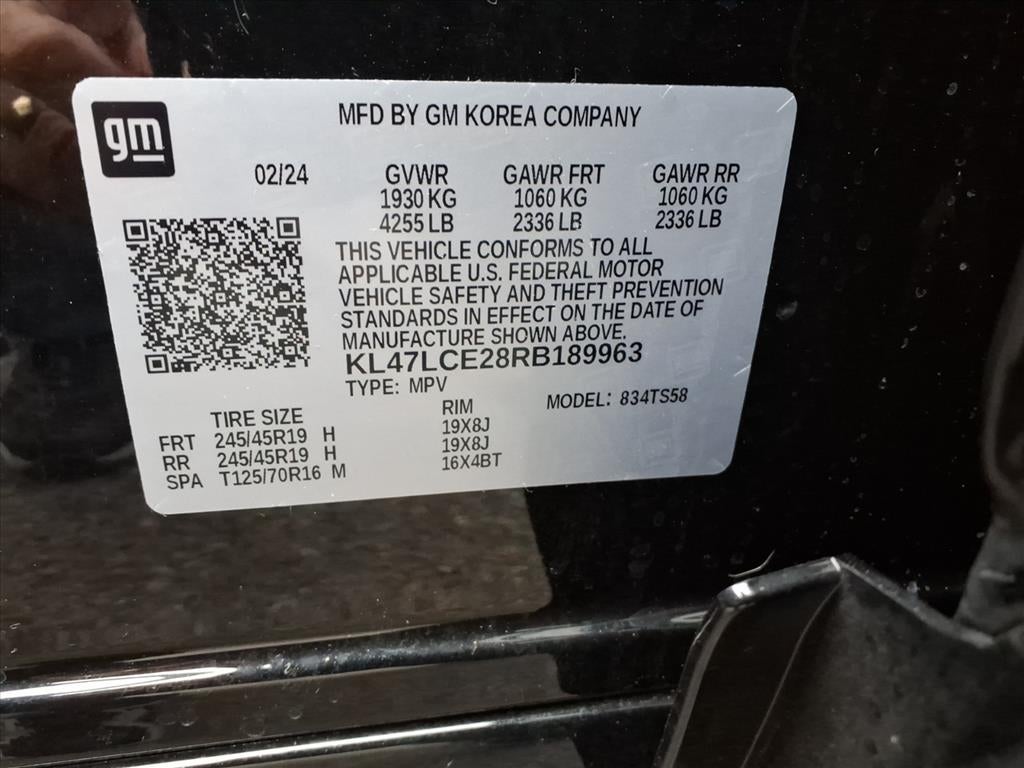 gm
MFD BY GM KOREA COMPANY
02/24 GVWR GAWR FRT GAWR RR
1930 KG 1060 KG 1060 KG
4255 LB 2336 LB 2336 LB
THIS VEHICLE CONFORMS TO ALL
APPLICABLE U.S. FEDERAL MOTOR
VEHICLE SAFETY AND THEFT PREVENTION
STANDARDS IN EFFECT ON THE DATE OF
MANUFACTURE SHOWN ABOVE.
KL47LCE28RB189963
TYPE: MPV MODEL: 834TS58
TIRE SIZE RIM
FRT 245/45R19 H 19X8J
RR 245/45R19 H 19X8J
SPA T125/70R16 M 16X4BT